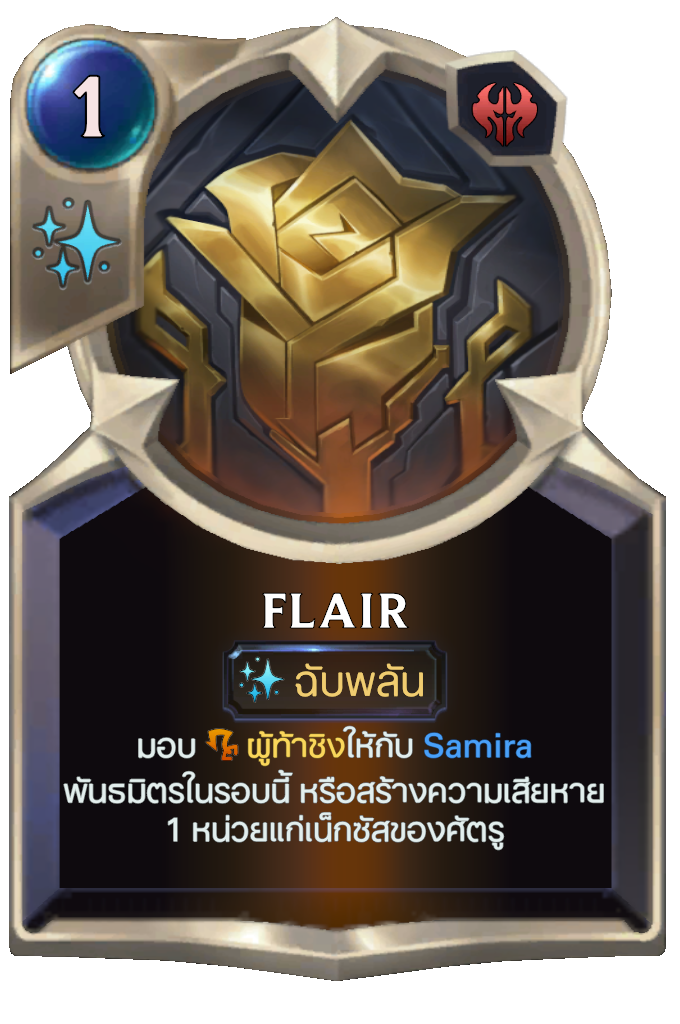 1
FLAIR
ฉับพลัน
มอบ ผู้ท้าชิงให้กับ Samira
พันธมิตรในรอบนี้ หรือสร้างความเสียหาย
1 หน่วยแก่เน็กซัสของศัตรู